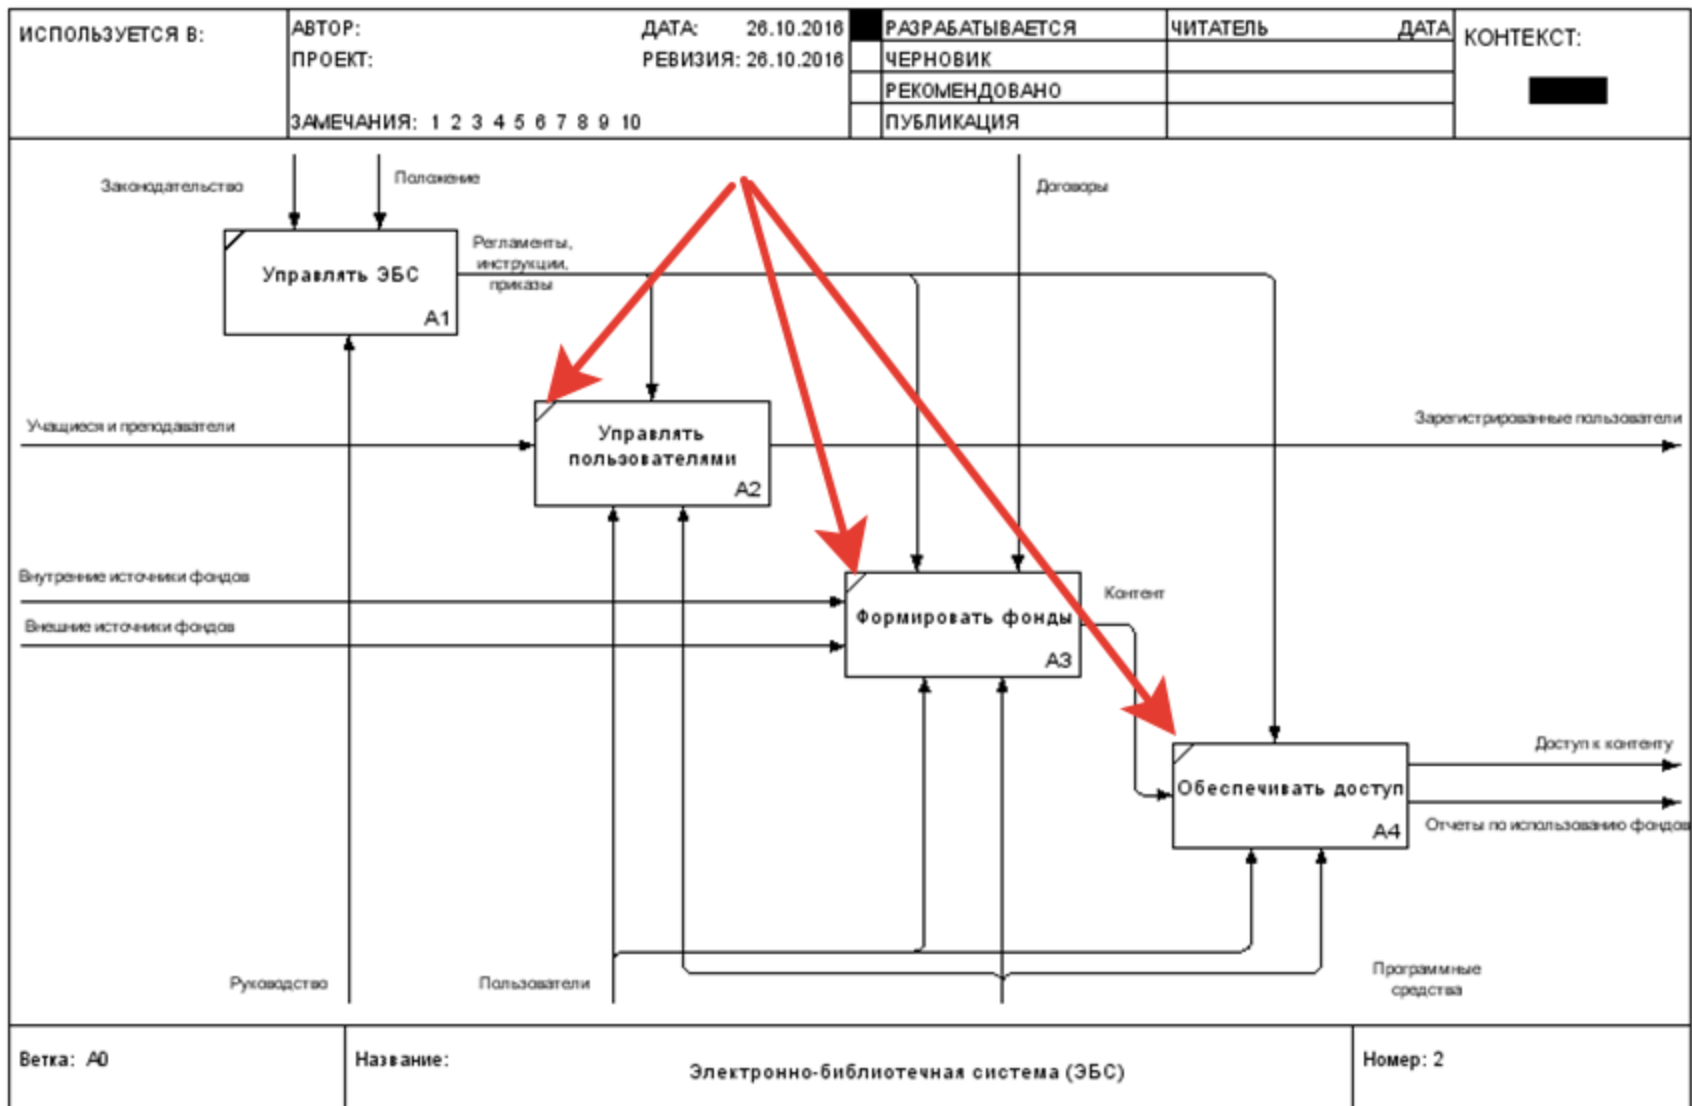 ИСПОЛЬЗУЕТСЯ В:
АВТОР:
ДАТА: 26.10.2016
ПРОЕКТ:
РЕВИЗИЯ: 26.10.2016
ЗАМЕЧАНИЯ: 1 2 3 4 5 6 7 8 9 10
РАЗРАБАТЫВАЕТСЯ
ЧЕРНОВИК
РЕКОМЕНДОВАНО
ПУБЛИКАЦИЯ
ЧИТАТЕЛЬ
ДАТА
КОНТЕКСТ:
Законодательство
Положение
Договоры
Управлять ЭБС
A1
Регламенты,
инструкции,
приказы
Учащиеся и преподаватели
Управлять
пользователями
A2
Зарегистрированные пользователи
Внутренние источники фондов
Внешние источники фондов
Формировать фонды
A3
Контент
Обеспечивать доступ
A4
Доступ к контенту
Отчеты по использованию фондов
Руководство
Пользователи
Программные
средства
Ветка: A0
Название:
Электронно-библиотечная система (ЭБС)
Номер: 2